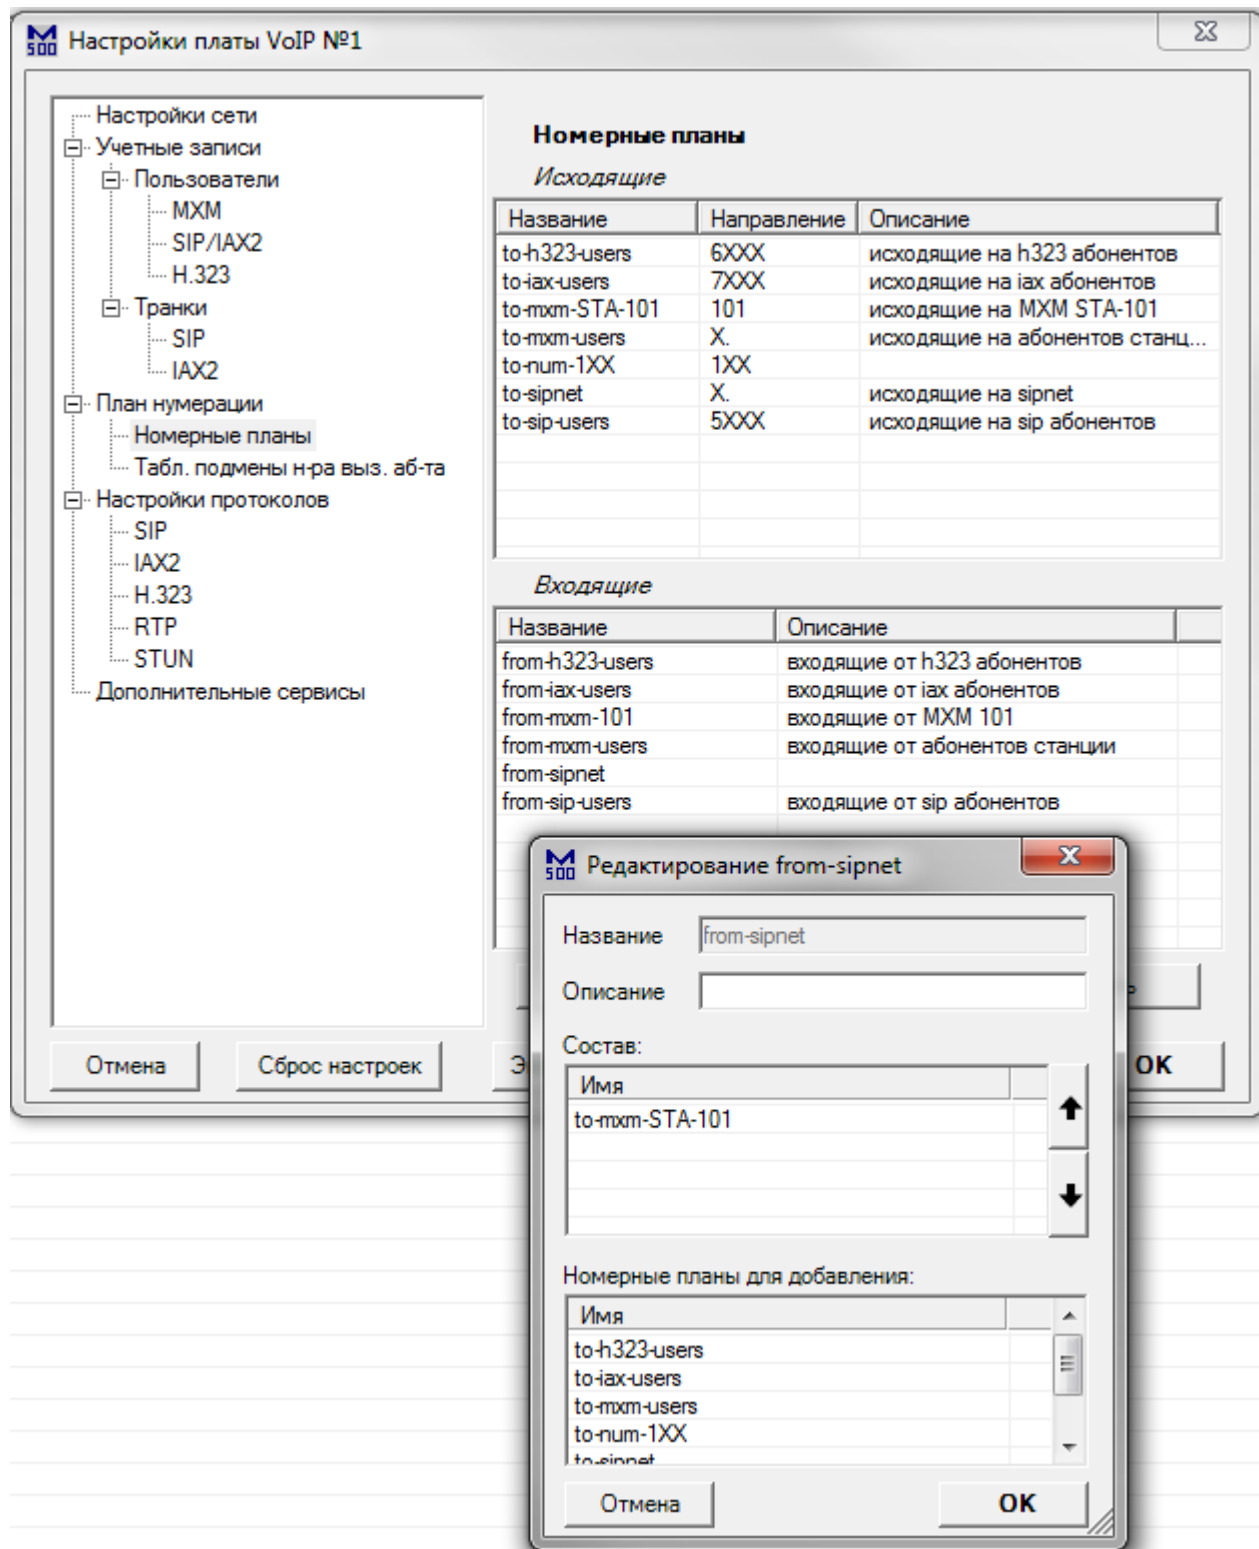 M 500 Настройки платы VoIP №1
Настройки сети
Учетные записи
Пользователи
MXM
SIP/IAX2
H.323
Транки
SIP
IAX2
План нумерации
Номерные планы
Табл. подмены н-ра выз. аб-та
Настройки протоколов
SIP
IAX2
H.323
RTP
STUN
Дополнительные сервисы
Номерные планы
Исходящие
Название Направление Описание
to-h323-users 6XXX исходящие на h323 абонентов
to-iax-users 7XXX исходящие на iax абонентов
to-mxm-STA-101 101 исходящие на MXM STA-101
to-mxm-users X. исходящие на абонентов станц...
to-num-1XX 1XX
to-sipnet X. исходящие на sipnet
to-sip-users 5XXX исходящие на sip абонентов
Входящие
Название Описание
from-h323-users входящие от h323 абонентов
from-iax-users входящие от iax абонентов
from-mxm-101 входящие от MXM 101
from-mxm-users входящие от абонентов станции
from-sipnet
from-sip-users входящие от sip абонентов
Отмена Сброс настроек OK
M 500 Редактирование from-sipnet
Название from-sipnet
Описание
Состав:
Имя
to-mxm-STA-101
Номерные планы для добавления:
Имя
to-h323-users
to-iax-users
to-mxm-users
to-num-1XX
to-sipnet
Отмена OK